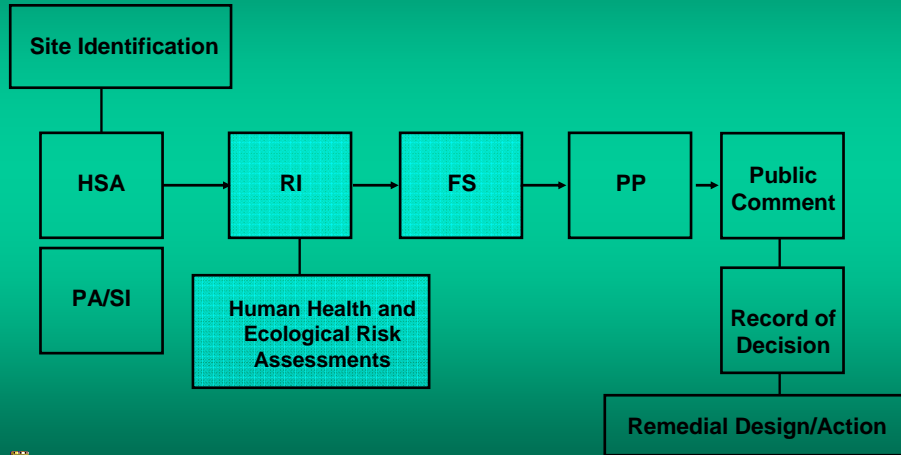 Site Identification
HSA
RI
FS
PP
Public
Comment
PA/SI
Human Health and
Ecological Risk
Assessments
Record of
Decision
Remedial Design/Action